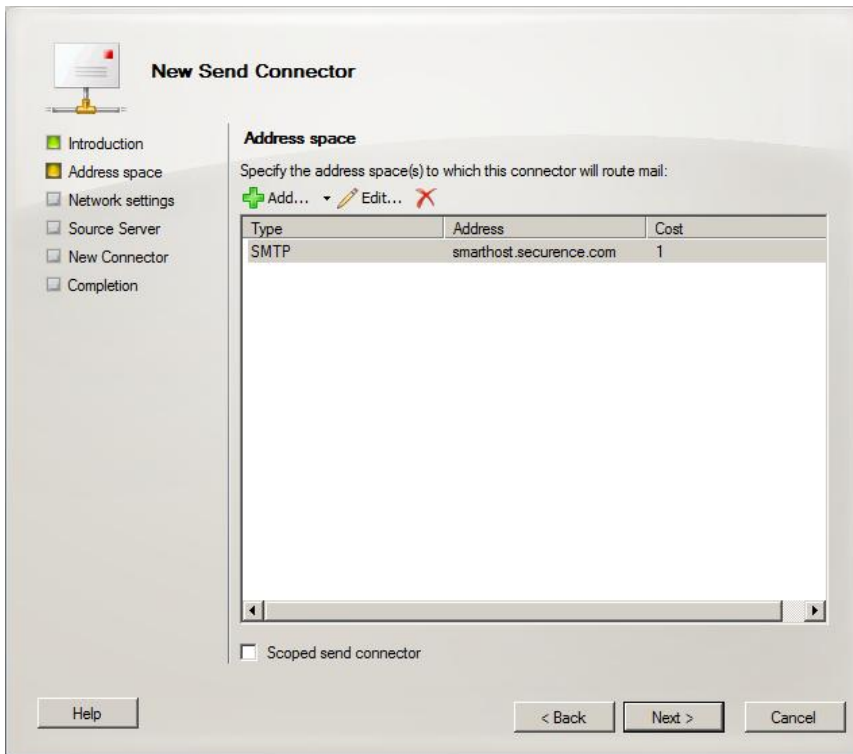 New Send Connector
Introduction
Address space
Network settings
Source Server
New Connector
Completion
Address space
Specify the address space(s) to which this connector will route mail:
Add... Edit...
Type Address Cost
SMTP smarthost.securence.com 1
Scoped send connector
Help < Back Next > Cancel